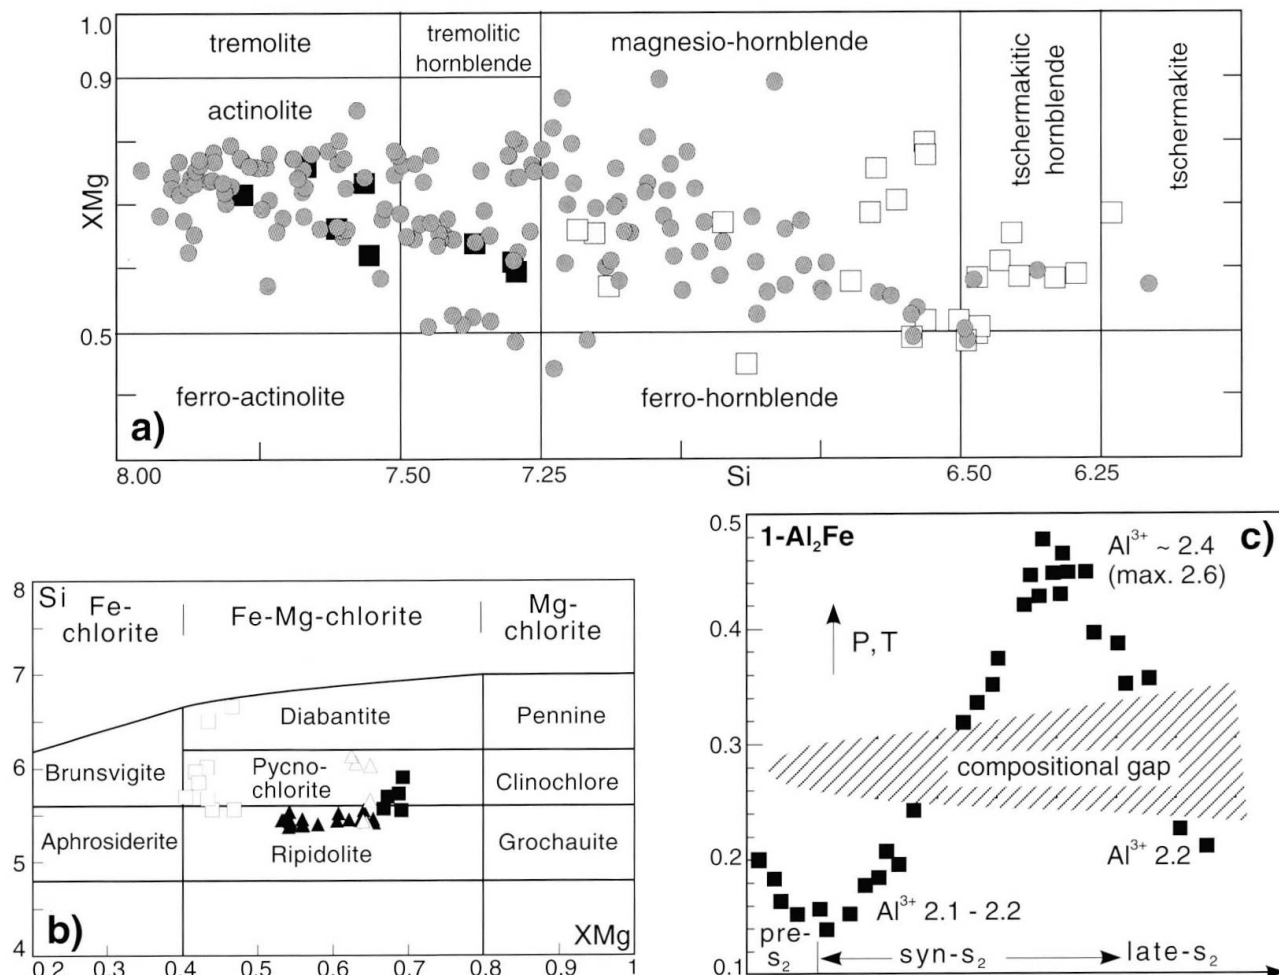 1.0
tremolite
tremolitic
hornblende
magnesio-hornblende
tschermakitic
hornblende
tschermakite
0.9
actinolite
XMg
0.5
ferro-actinolite
ferro-hornblende
a)
8.00
7.50
7.25
Si
6.50
6.25
8
Si
Fe-
chlorite
Fe-Mg-chlorite
Mg-
chlorite
7
Diabantite
Pennine
6
Brunsvigite
Pycno-
chlorite
Clinochlore
Aphrosiderite
Ripidolite
Grochauite
5
b)
XMg
4
0.2
0.3
0.4
0.5
0.6
0.7
0.8
0.9
1
0.5
1-Al₂Fe
c)
Al³⁺ ~ 2.4
(max. 2.6)
0.4
P, T
0.3
compositional gap
0.2
Al³⁺ 2.2
Al³⁺ 2.1 - 2.2
pre-
s₂
syn-s₂
late-s₂
0.1